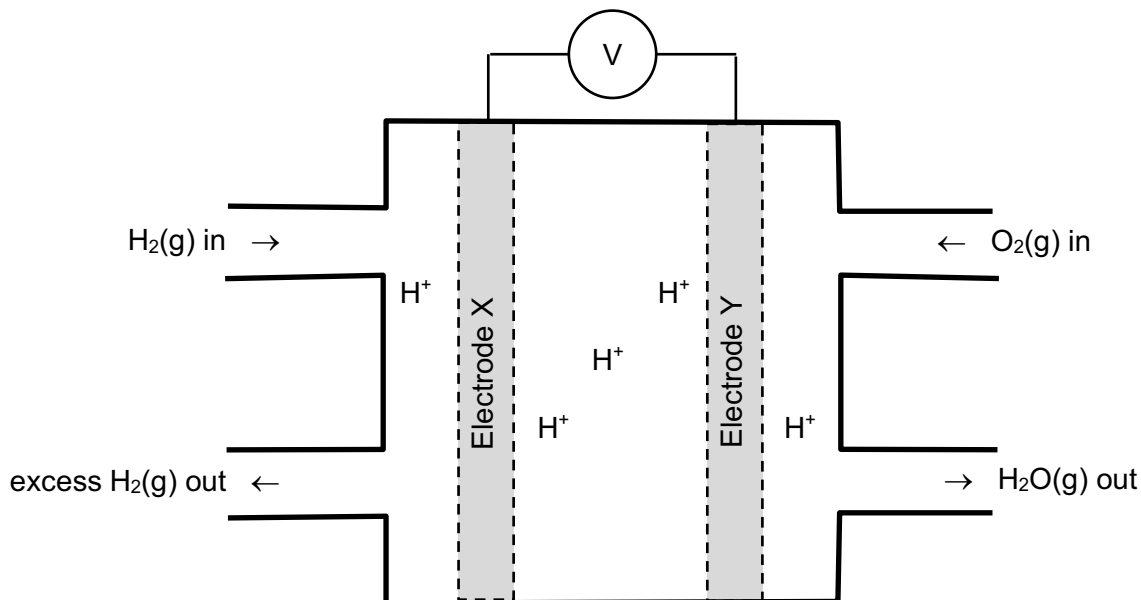 V
H₂(g) in →
← O₂(g) in
H⁺
H⁺
Electrode X
Electrode Y
H⁺
H⁺
H⁺
excess H₂(g) out ←
→ H₂O(g) out